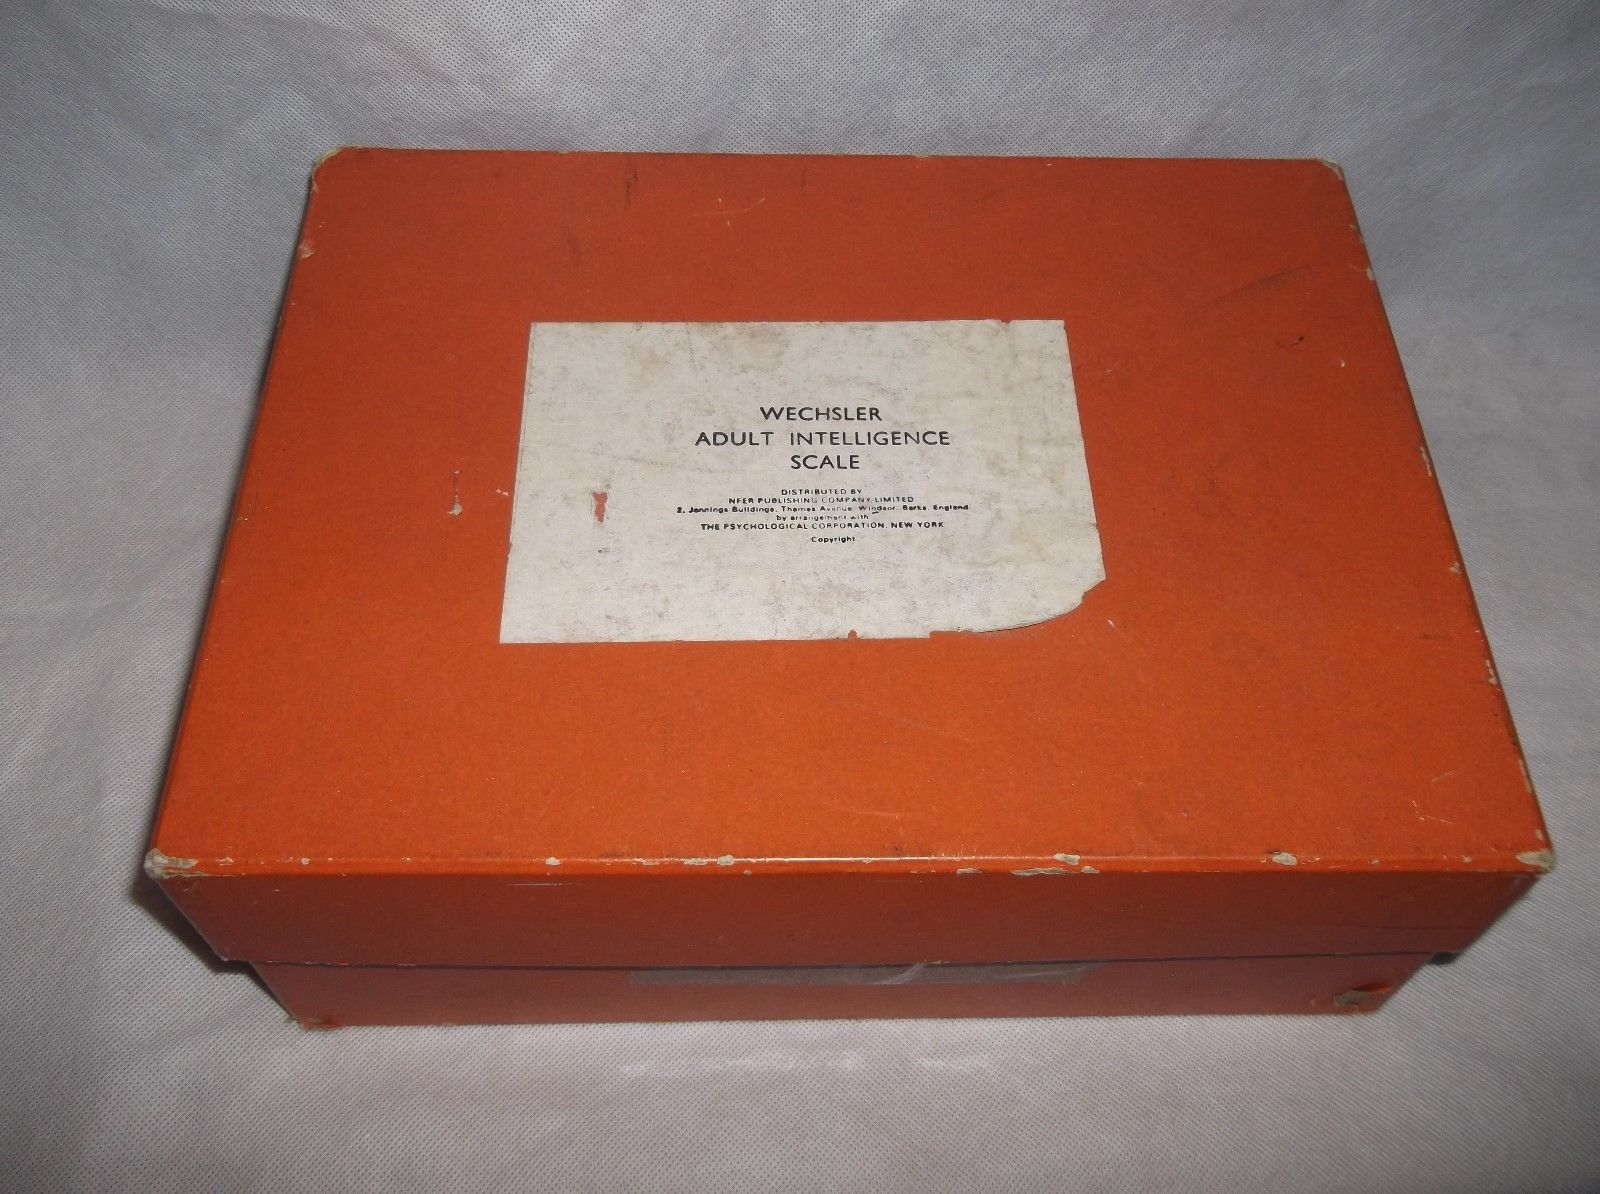 WECHSLER
ADULT INTELLIGENCE
SCALE
DISTRIBUTED BY
NFER PUBLISHING COMPANY LIMITED
2, Jennings Buildings, Thames Avenue, Windsor, Berks, England
by arrangement with
THE PSYCHOLOGICAL CORPORATION, NEW YORK
Copyright